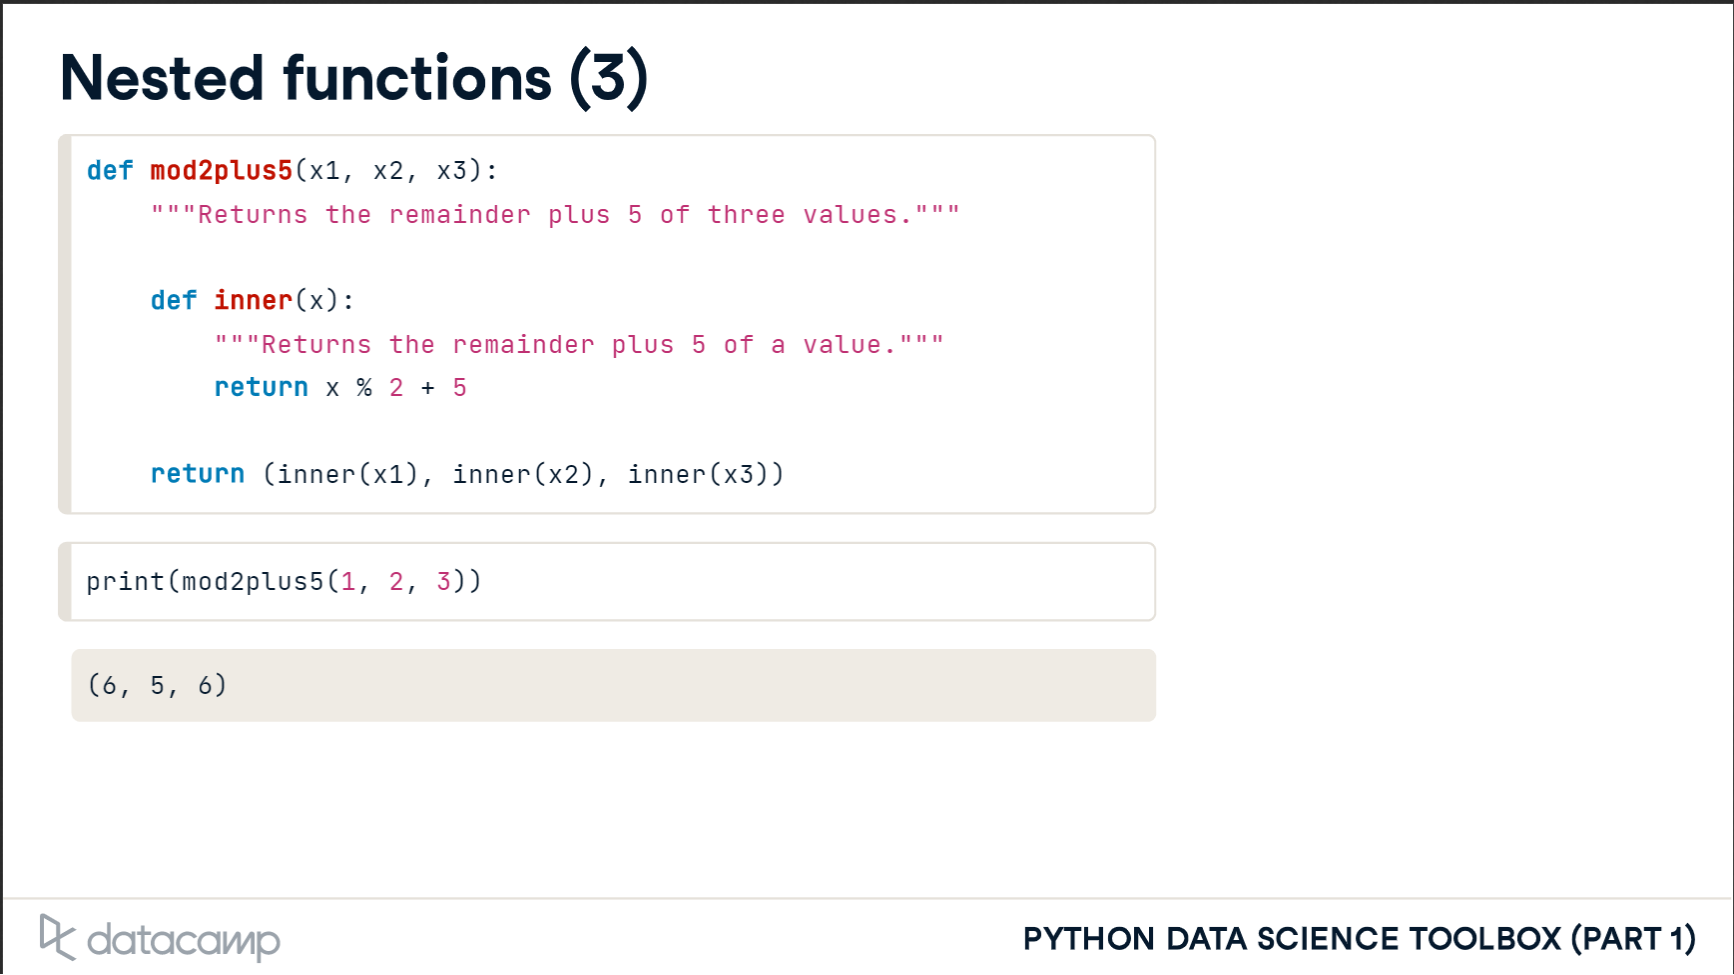 Nested functions (3)
def mod2plus5(x1, x2, x3):
    """Returns the remainder plus 5 of three values."""
    def inner(x):
        """Returns the remainder plus 5 of a value."""
        return x % 2 + 5
    return (inner(x1), inner(x2), inner(x3))
print(mod2plus5(1, 2, 3))
(6, 5, 6)
datacamp
PYTHON DATA SCIENCE TOOLBOX (PART 1)